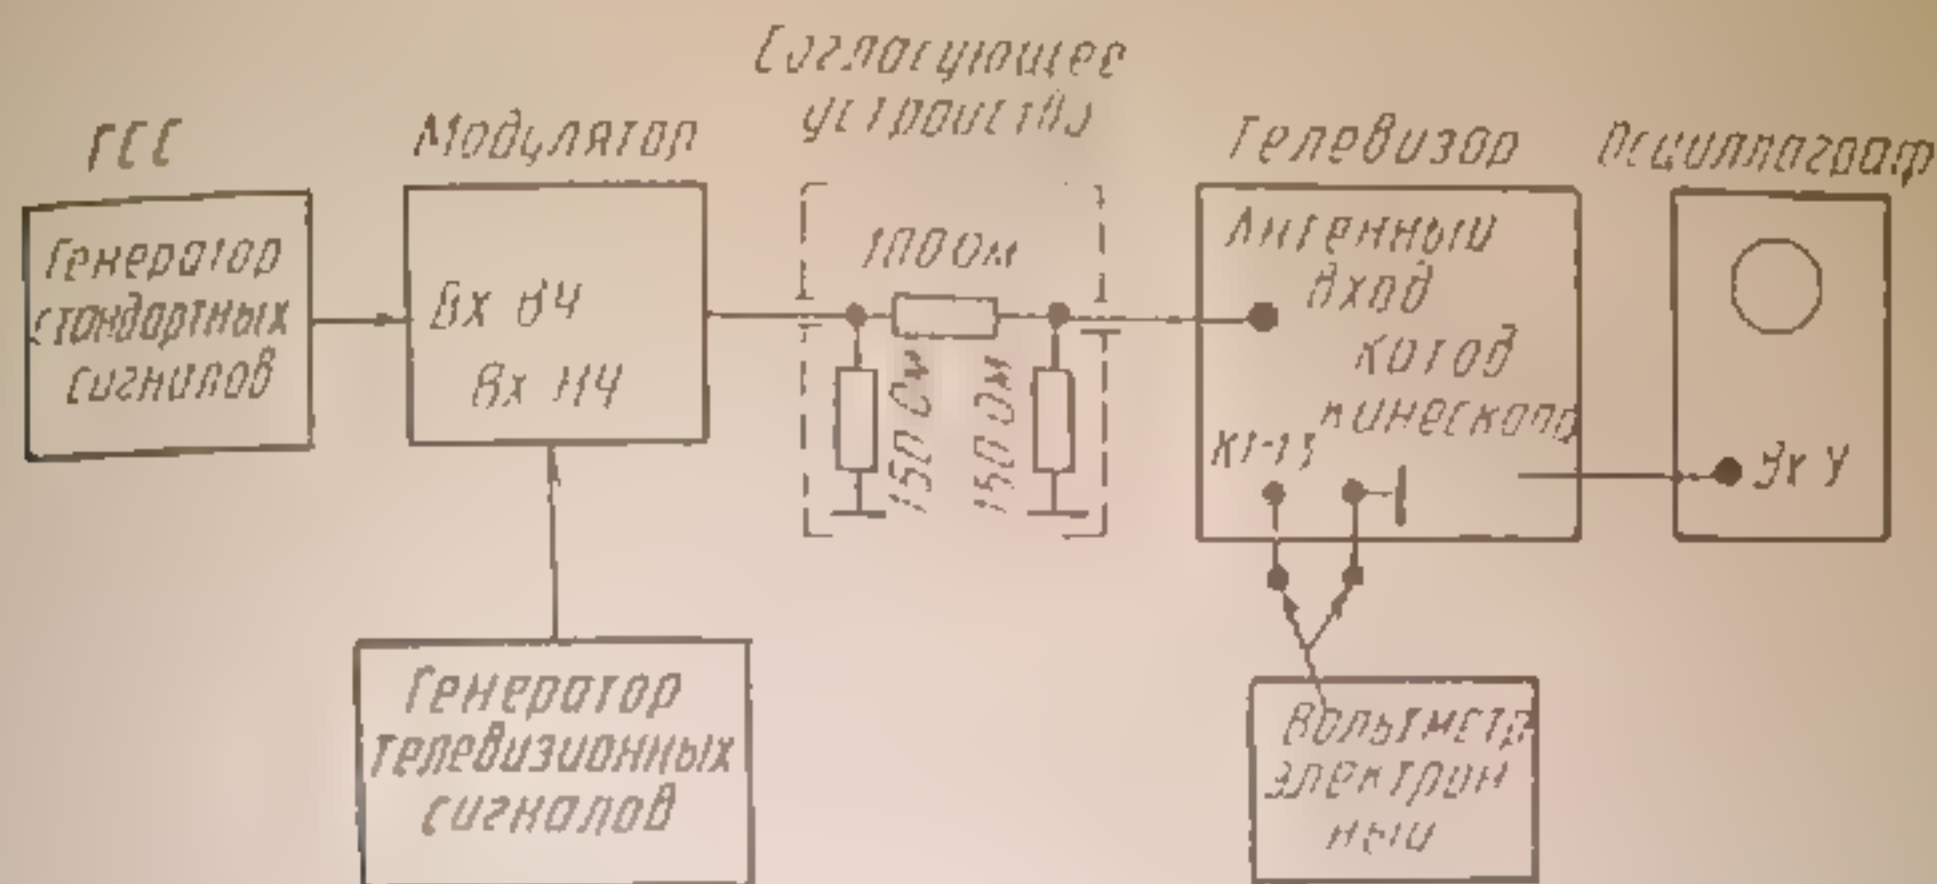 ГСС
Генератор
стандартных
сигналов
Модулятор
Вх ВЧ
Вх НЧ
Согласующее
устройство
100 Ом
150 Ом
150 Ом
Телевизор
Антенный
вход
катод
кинескопа
Осциллограф
Вх У
Генератор
телевизионных
сигналов
Вольтметр
электрон
ный